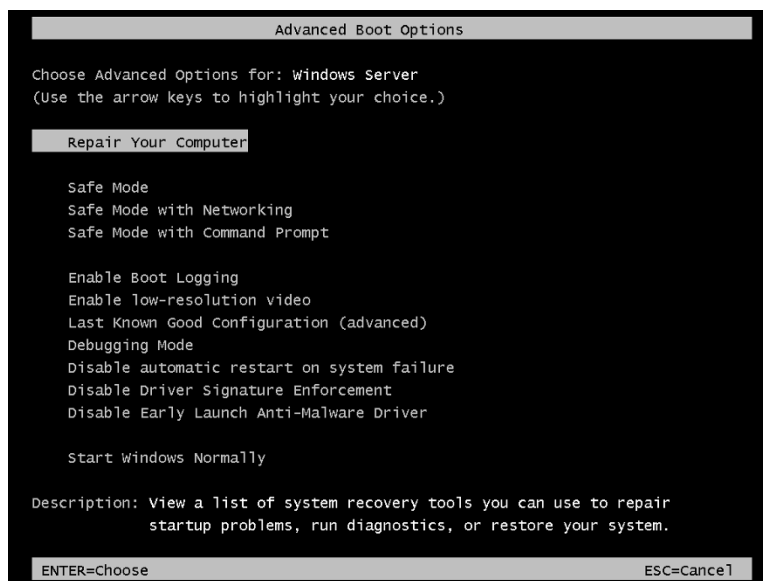 Advanced Boot Options
Choose Advanced Options for: Windows Server
(Use the arrow keys to highlight your choice.)
Repair Your Computer
Safe Mode
Safe Mode with Networking
Safe Mode with Command Prompt
Enable Boot Logging
Enable low-resolution video
Last Known Good Configuration (advanced)
Debugging Mode
Disable automatic restart on system failure
Disable Driver Signature Enforcement
Disable Early Launch Anti-Malware Driver
Start Windows Normally
Description: View a list of system recovery tools you can use to repair
startup problems, run diagnostics, or restore your system.
ENTER=Choose ESC=Cancel